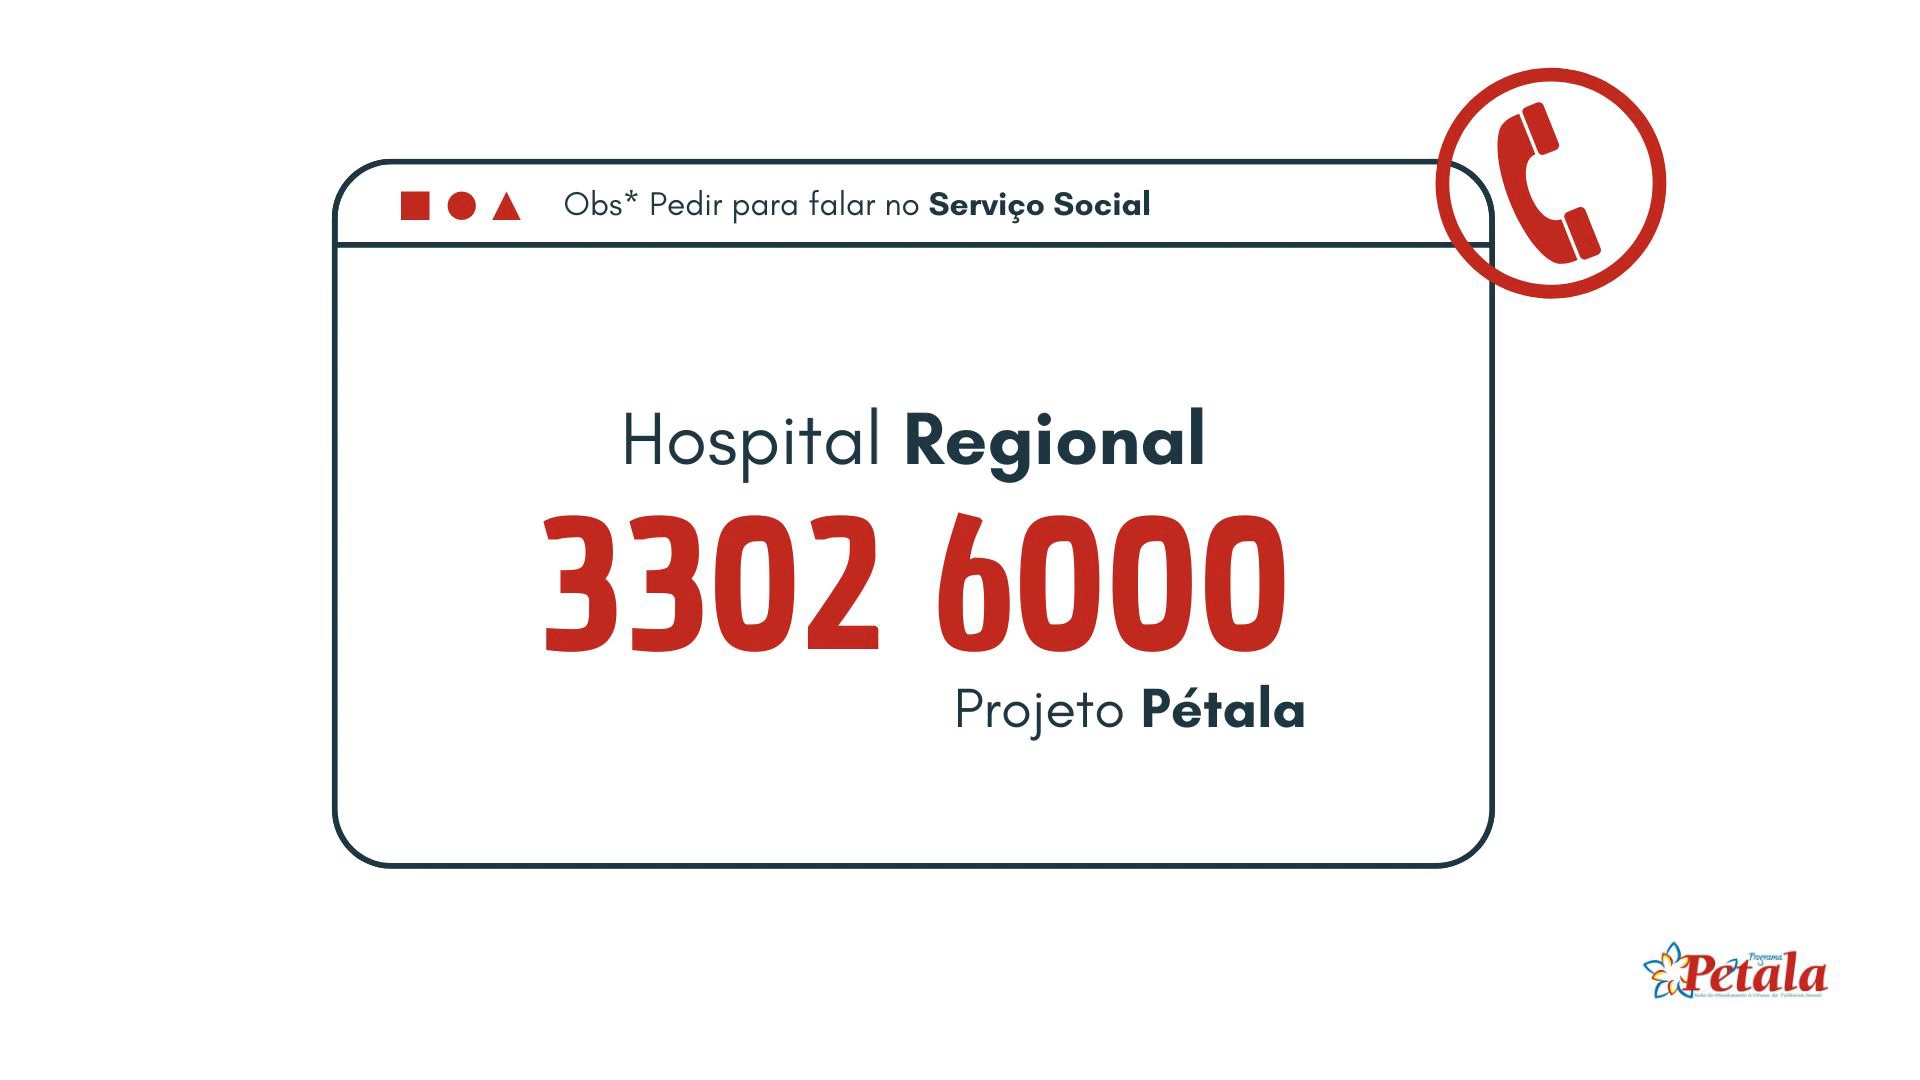 Obs* Pedir para falar no Serviço Social
Hospital Regional
3302 6000
Projeto Pétala
Programa
Pétala